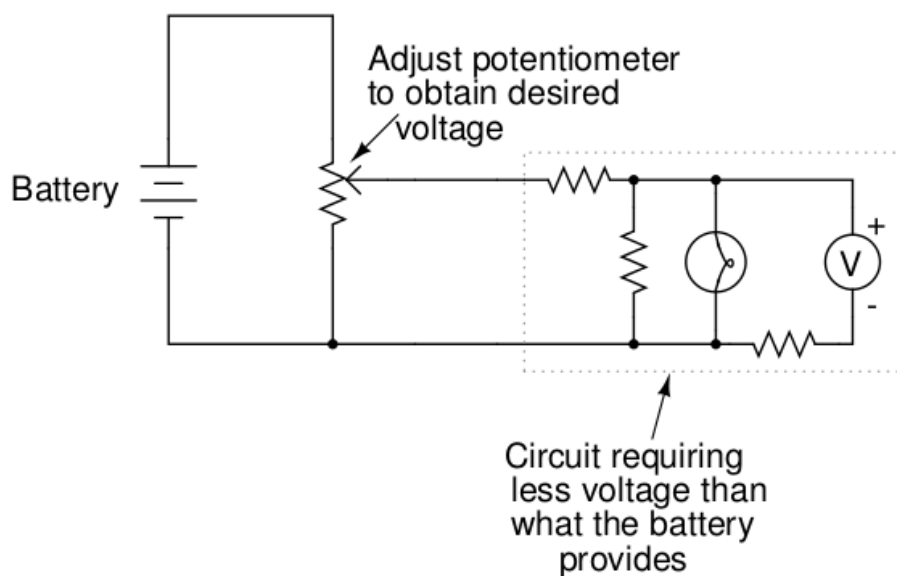 Adjust potentiometer
to obtain desired
voltage
Battery
+
V
-
Circuit requiring
less voltage than
what the battery
provides